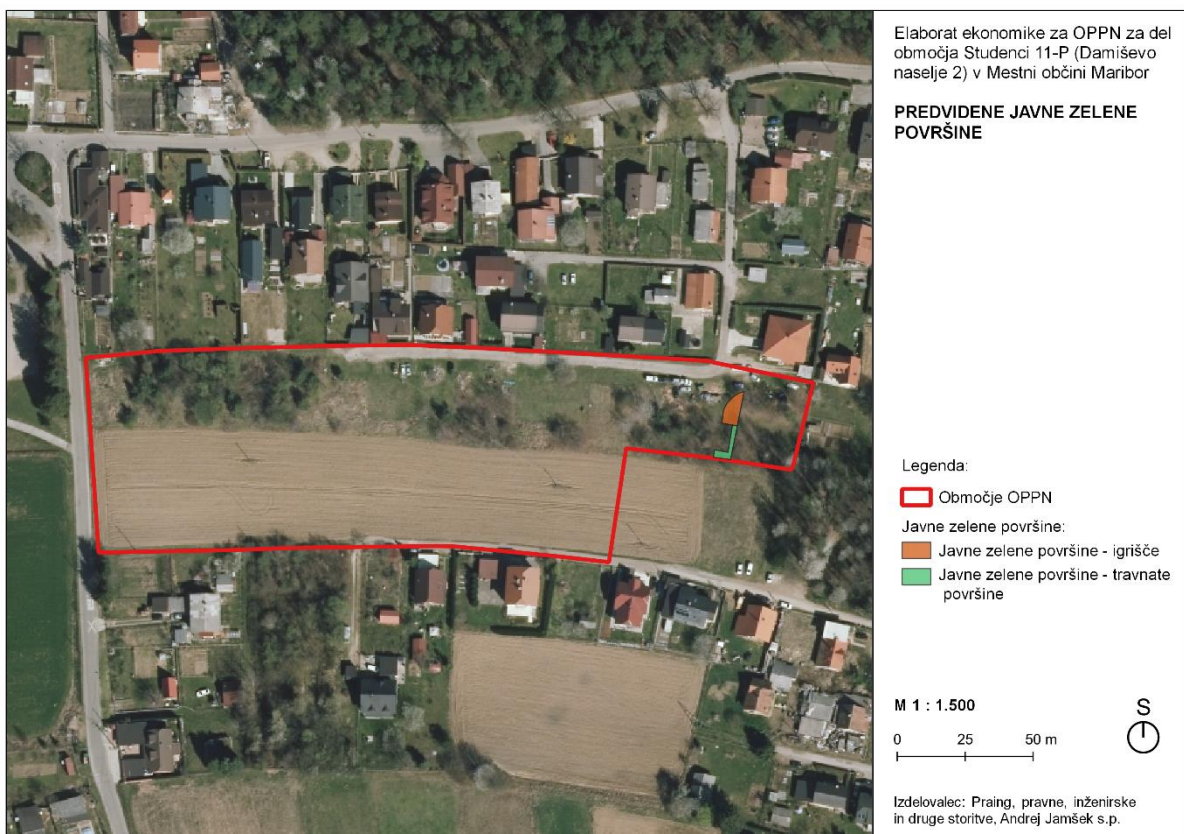 Elaborat ekonomike za OPPN za del
območja Studenci 11-P (Damiševo
naselje 2) v Mestni občini Maribor
PREDVIDENE JAVNE ZELENE
POVRŠINE
Legenda:
Območje OPPN
Javne zelene površine:
Javne zelene površine - igrišče
Javne zelene površine - travnate
površine
M 1 : 1.500
S
0 25 50 m
Izdelovalec: Praing, pravne, inženirske
in druge storitve, Andrej Jamšek s.p.